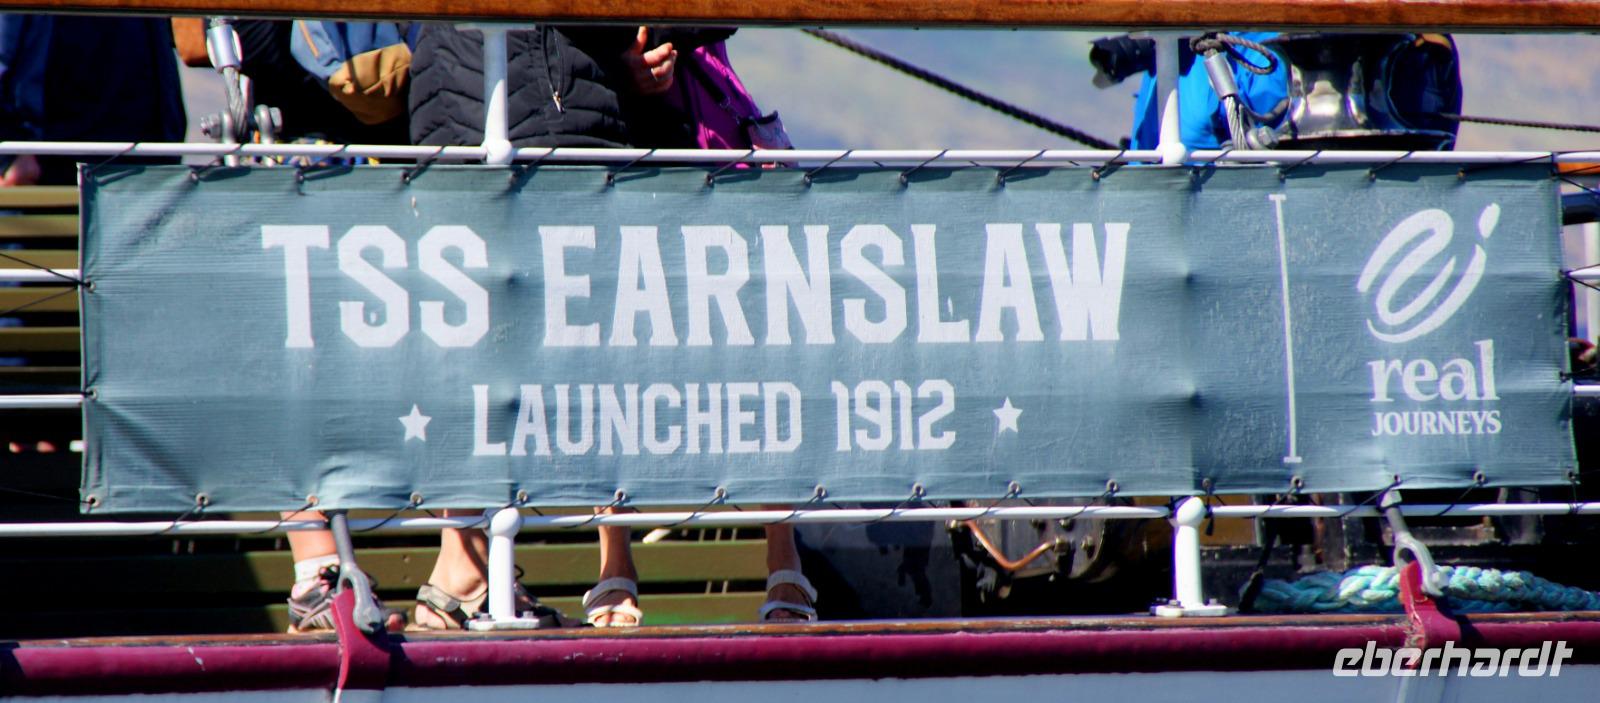 TSS EARNSLAW
LAUNCHED 1912
real
JOURNEYS
eberhardt